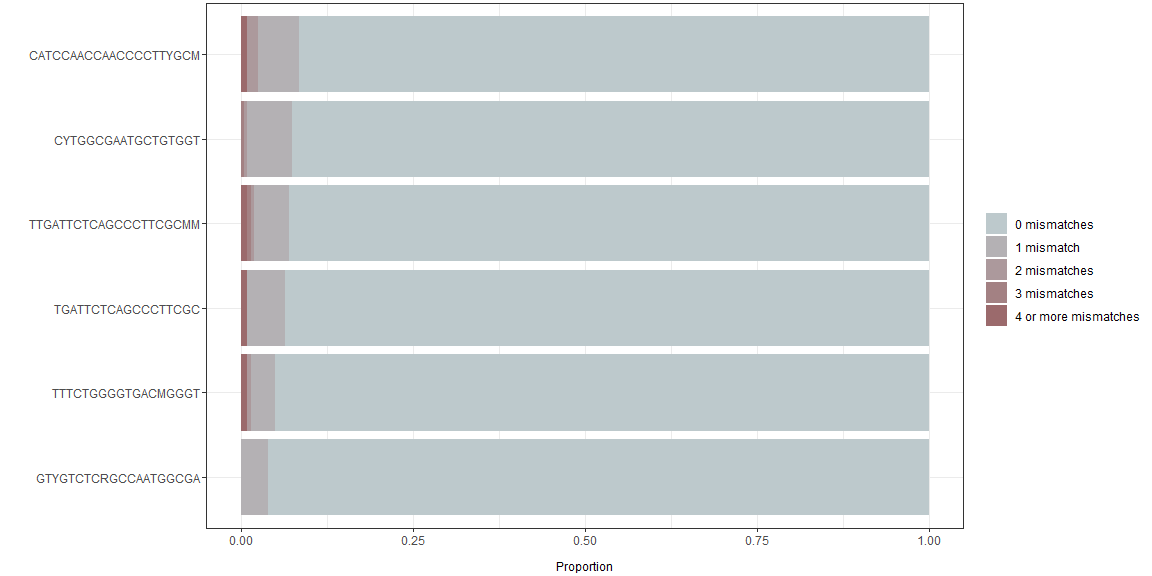 CATCCAACCAACCCCTTYGCM
CYTGGCGAATGCTGTGGT
TTGATTCTCAGCCCTTCGCMM
TGATTCTCAGCCCTTCGC
TTTCTGGGGTGACMGGGT
GTYGTCTCRGCCAATGGCGA
0.00 0.25 0.50 0.75 1.00
Proportion
0 mismatches
1 mismatch
2 mismatches
3 mismatches
4 or more mismatches